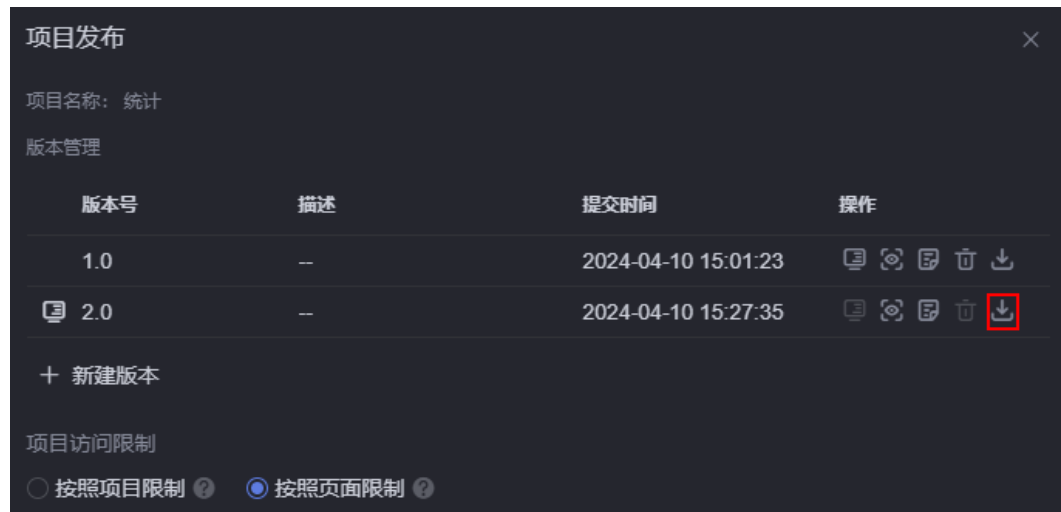 项目发布
项目名称： 统计
版本管理
版本号 描述 提交时间 操作
1.0 -- 2024-04-10 15:01:23
2.0 -- 2024-04-10 15:27:35
新建版本
项目访问限制
按照项目限制 ? 按照页面限制 ?